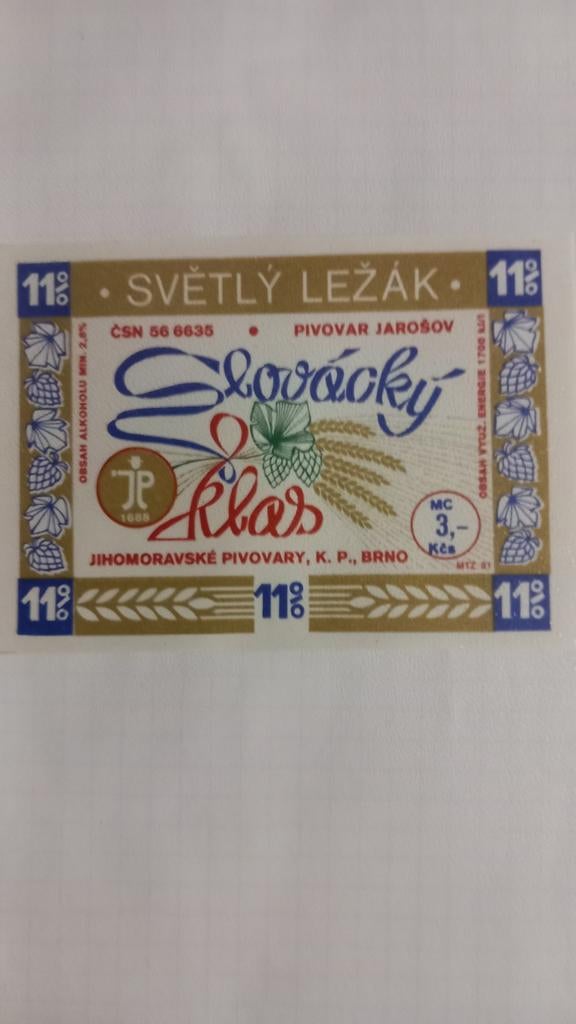 11%
· SVĚTLÝ LEŽÁK ·
11%
ČSN 56 6635 • PIVOVAR JAROŠOV
OBSAH ALKOHOLU MIN. 2,8%
Slovácký
klas
OBSAH VYUŽ. ENERGIE 1700 kJ/l
JP
1688
MC
3,-
Kčs
JIHOMORAVSKÉ PIVOVARY, K. P., BRNO
MTZ 81
11%
11%
11%